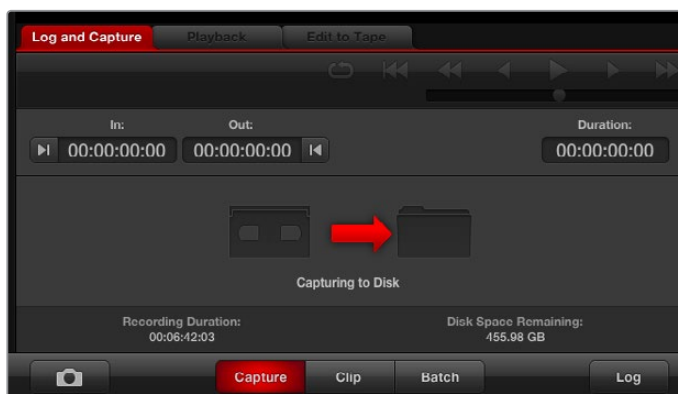 Log and Capture Playback Edit to Tape
In: Out: Duration:
00:00:00:00 00:00:00:00 00:00:00:00
Capturing to Disk
Recording Duration: Disk Space Remaining:
00:06:42:03 455.98 GB
Capture Clip Batch Log